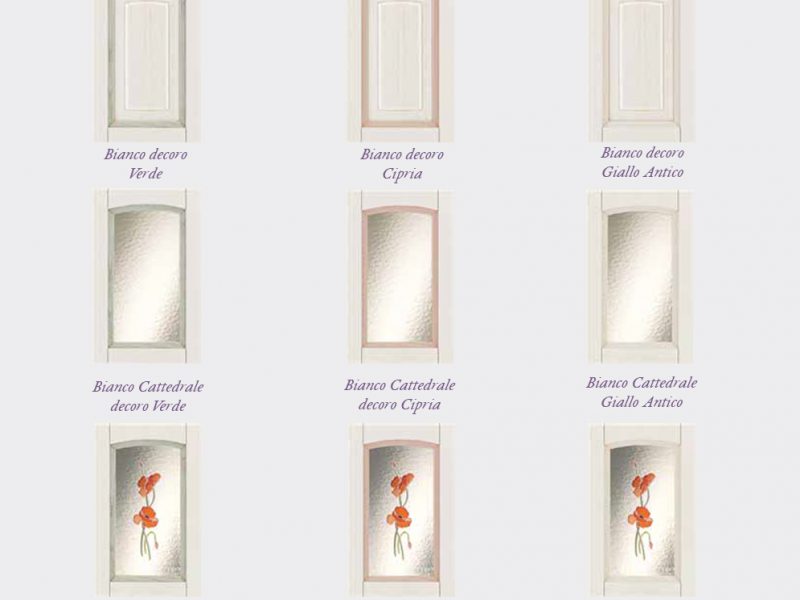 Bianco decoro
Verde
Bianco decoro
Cipria
Bianco decoro
Giallo Antico
Bianco Cattedrale
decoro Verde
Bianco Cattedrale
decoro Cipria
Bianco Cattedrale
Giallo Antico